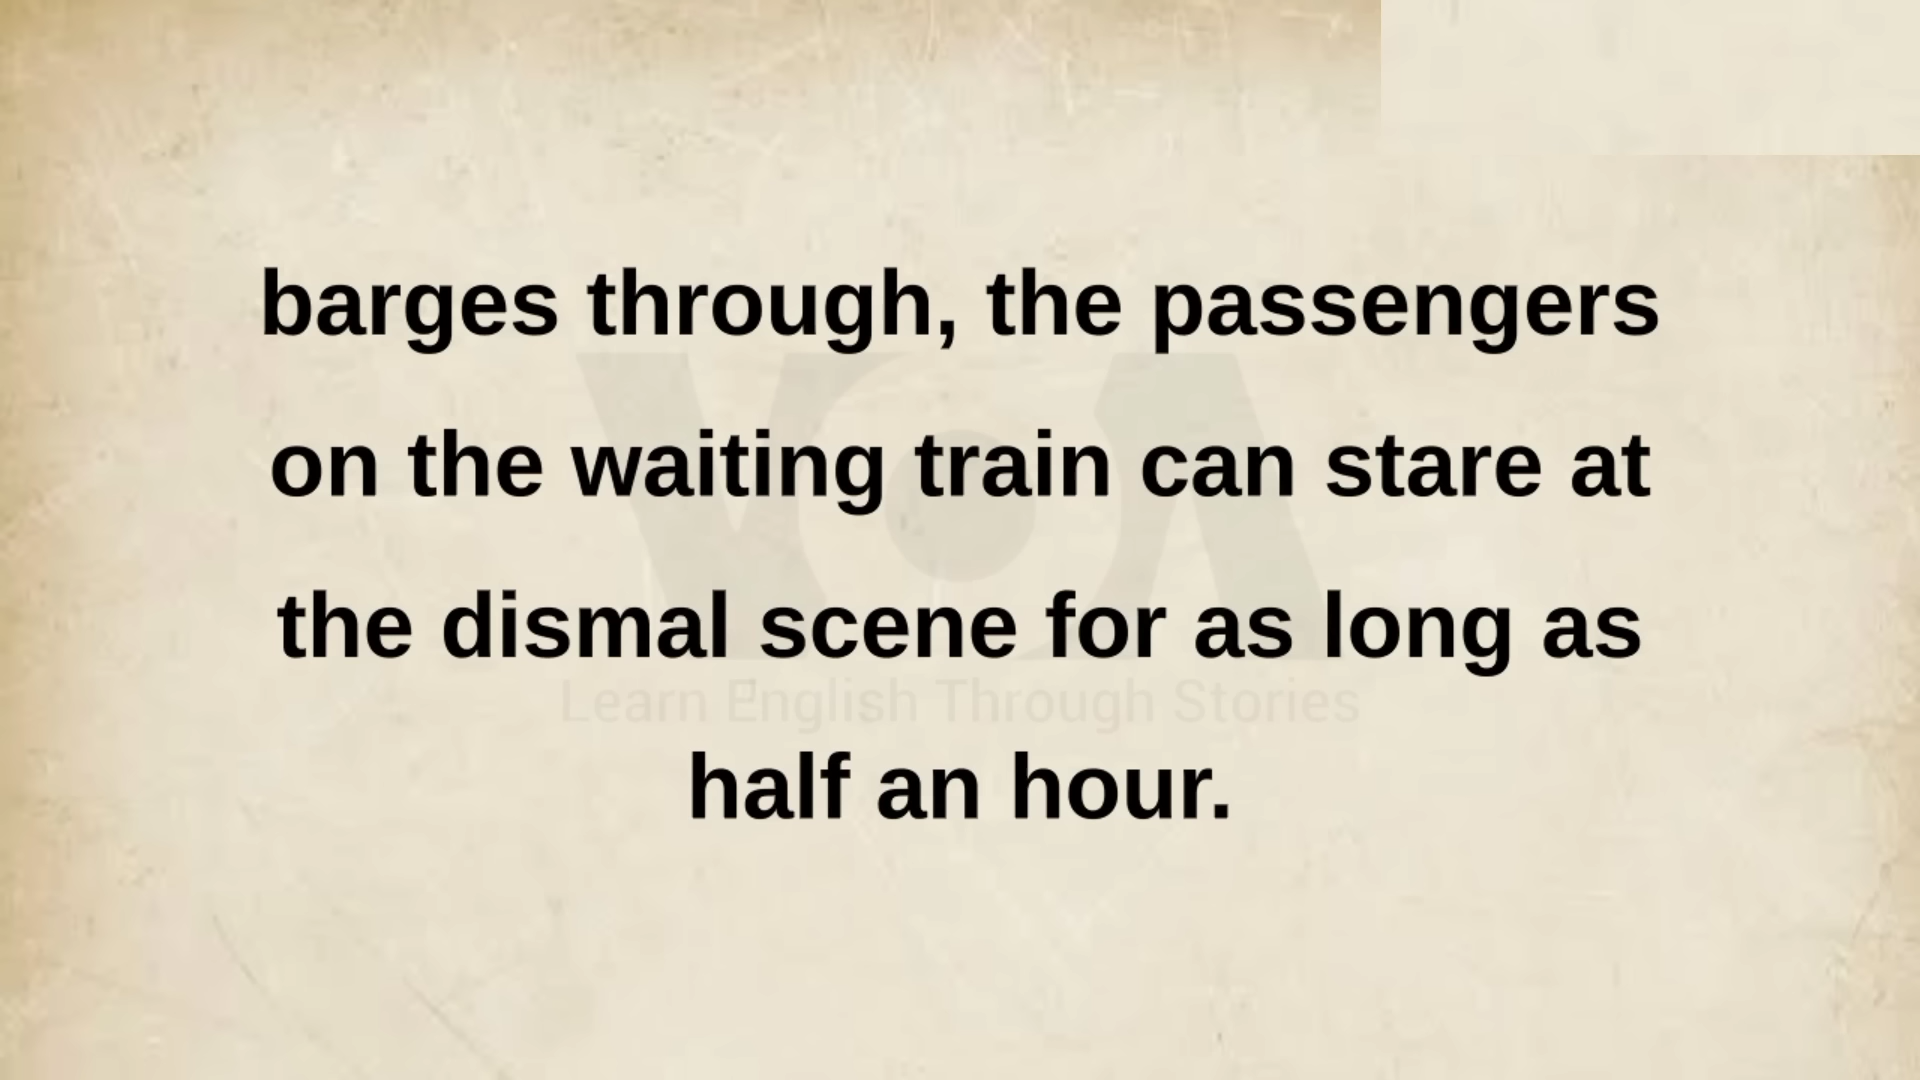 barges through, the passengers
on the waiting train can stare at
the dismal scene for as long as
half an hour.
VOA
Learn English Through Stories